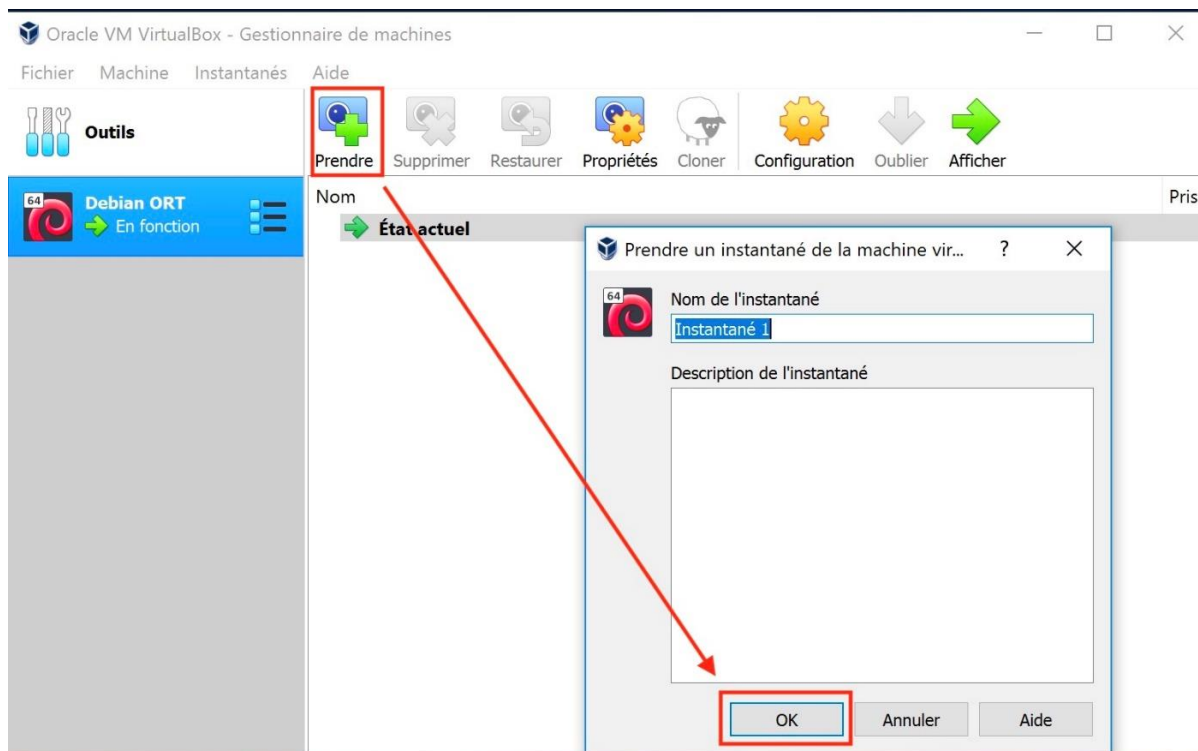 Oracle VM VirtualBox - Gestionnaire de machines
Fichier Machine Instantanés Aide
Outils
Prendre Supprimer Restaurer Propriétés Cloner Configuration Oublier Afficher
64
Debian ORT
En fonction
Nom Pris
État actuel
Prendre un instantané de la machine vir... ?
64
Nom de l'instantané
Instantané 1
Description de l'instantané
OK Annuler Aide